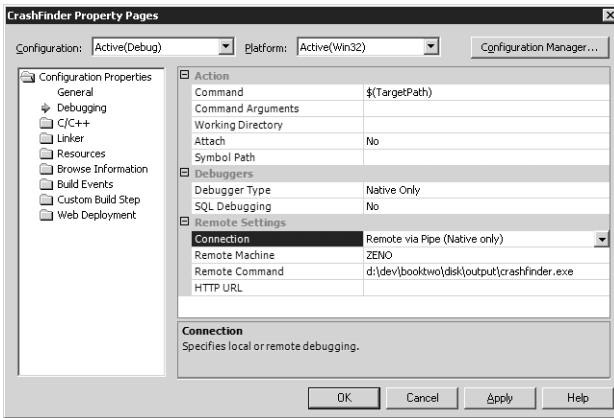 CrashFinder Property Pages
Configuration: Active(Debug) Platform: Active(Win32) Configuration Manager...
Configuration Properties
General
Debugging
C/C++
Linker
Resources
Browse Information
Build Events
Custom Build Step
Web Deployment
Action
Command $(TargetPath)
Command Arguments
Working Directory
Attach No
Symbol Path
Debuggers
Debugger Type Native Only
SQL Debugging No
Remote Settings
Connection Remote via Pipe (Native only)
Remote Machine ZENO
Remote Command d:\dev\booktwo\disk\output\crashfinder.exe
HTTP URL
Connection
Specifies local or remote debugging.
OK Cancel Apply Help